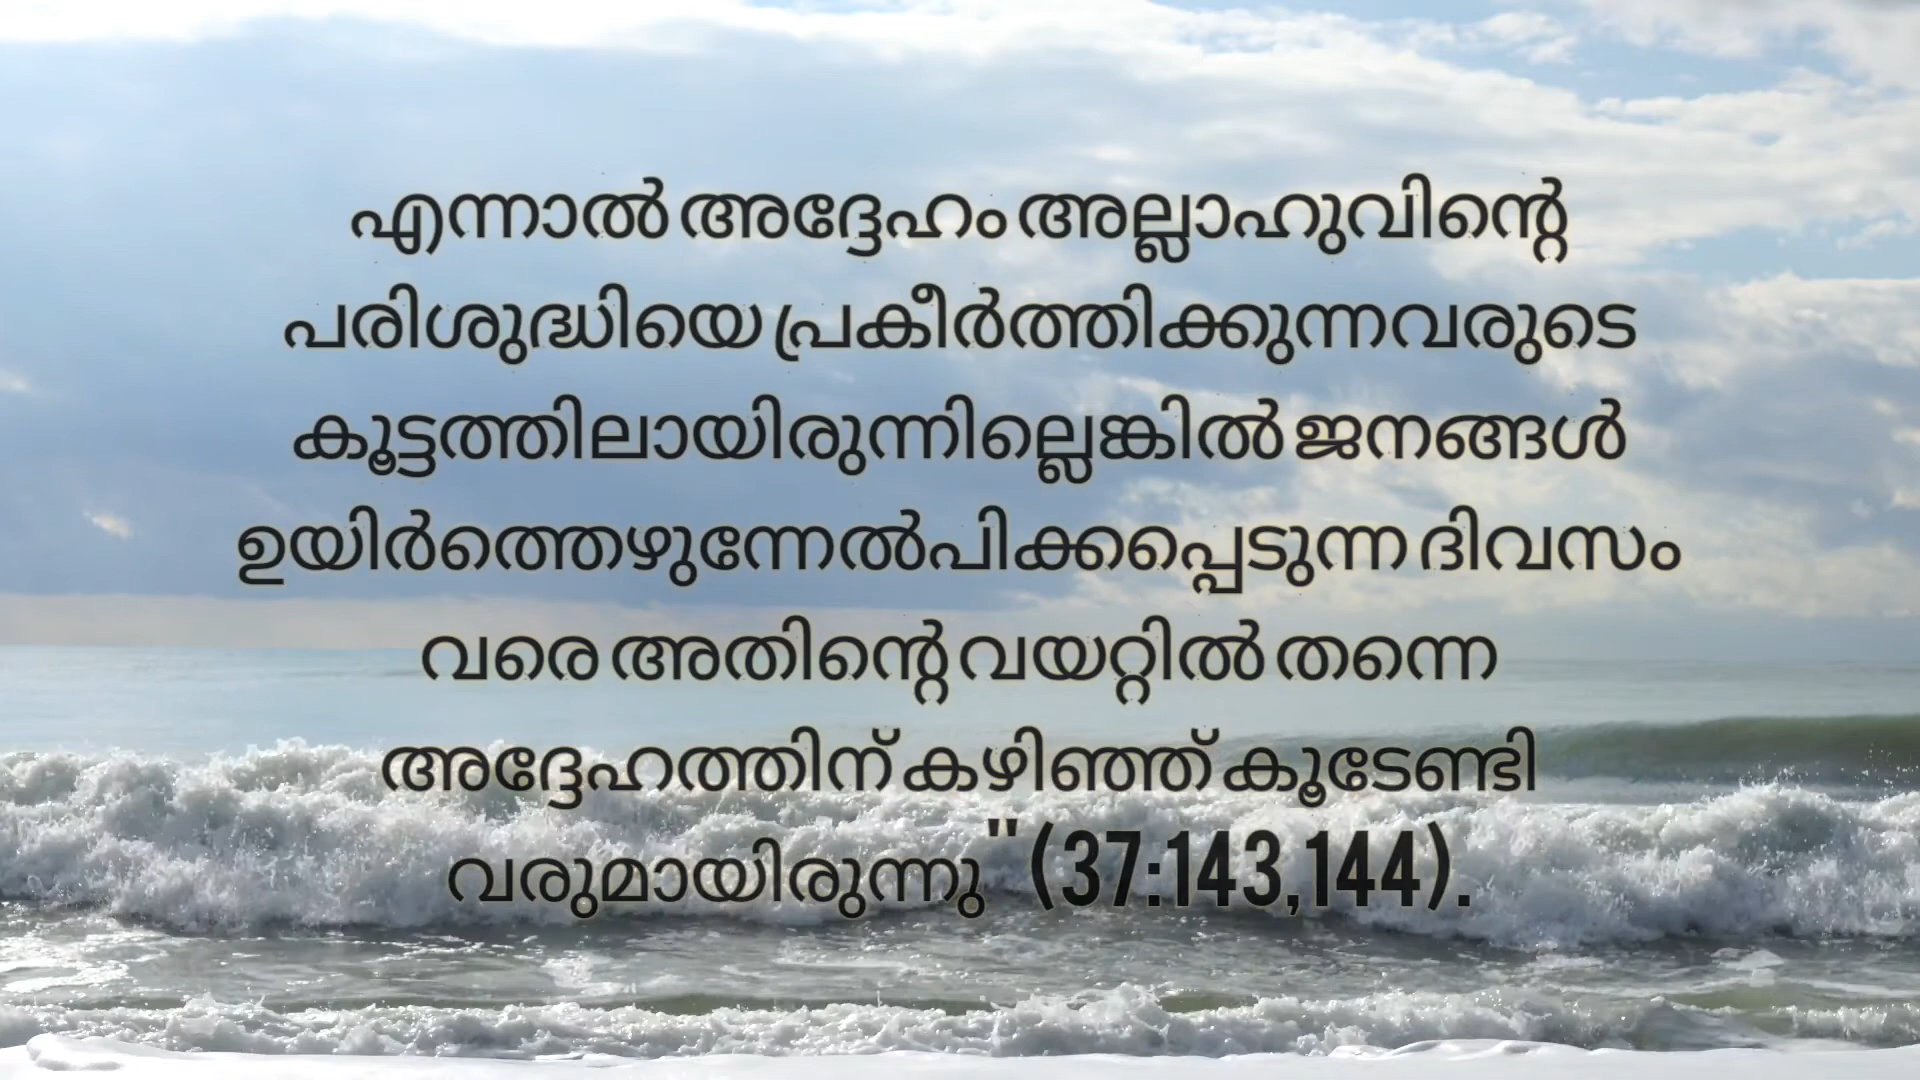 എന്നാൽ അദ്ദേഹം അല്ലാഹുവിന്റെ
പരിശുദ്ധിയെ പ്രകീർത്തിക്കുന്നവരുടെ
കൂട്ടത്തിലായിരുന്നില്ലെങ്കിൽ ജനങ്ങൾ
ഉയിർത്തെഴുന്നേൽപിക്കപ്പെടുന്ന ദിവസം
വരെ അതിന്റെ വയറ്റിൽ തന്നെ
അദ്ദേഹത്തിന് കഴിഞ്ഞ് കൂടേണ്ടി
വരുമായിരുന്നു" (37:143,144).